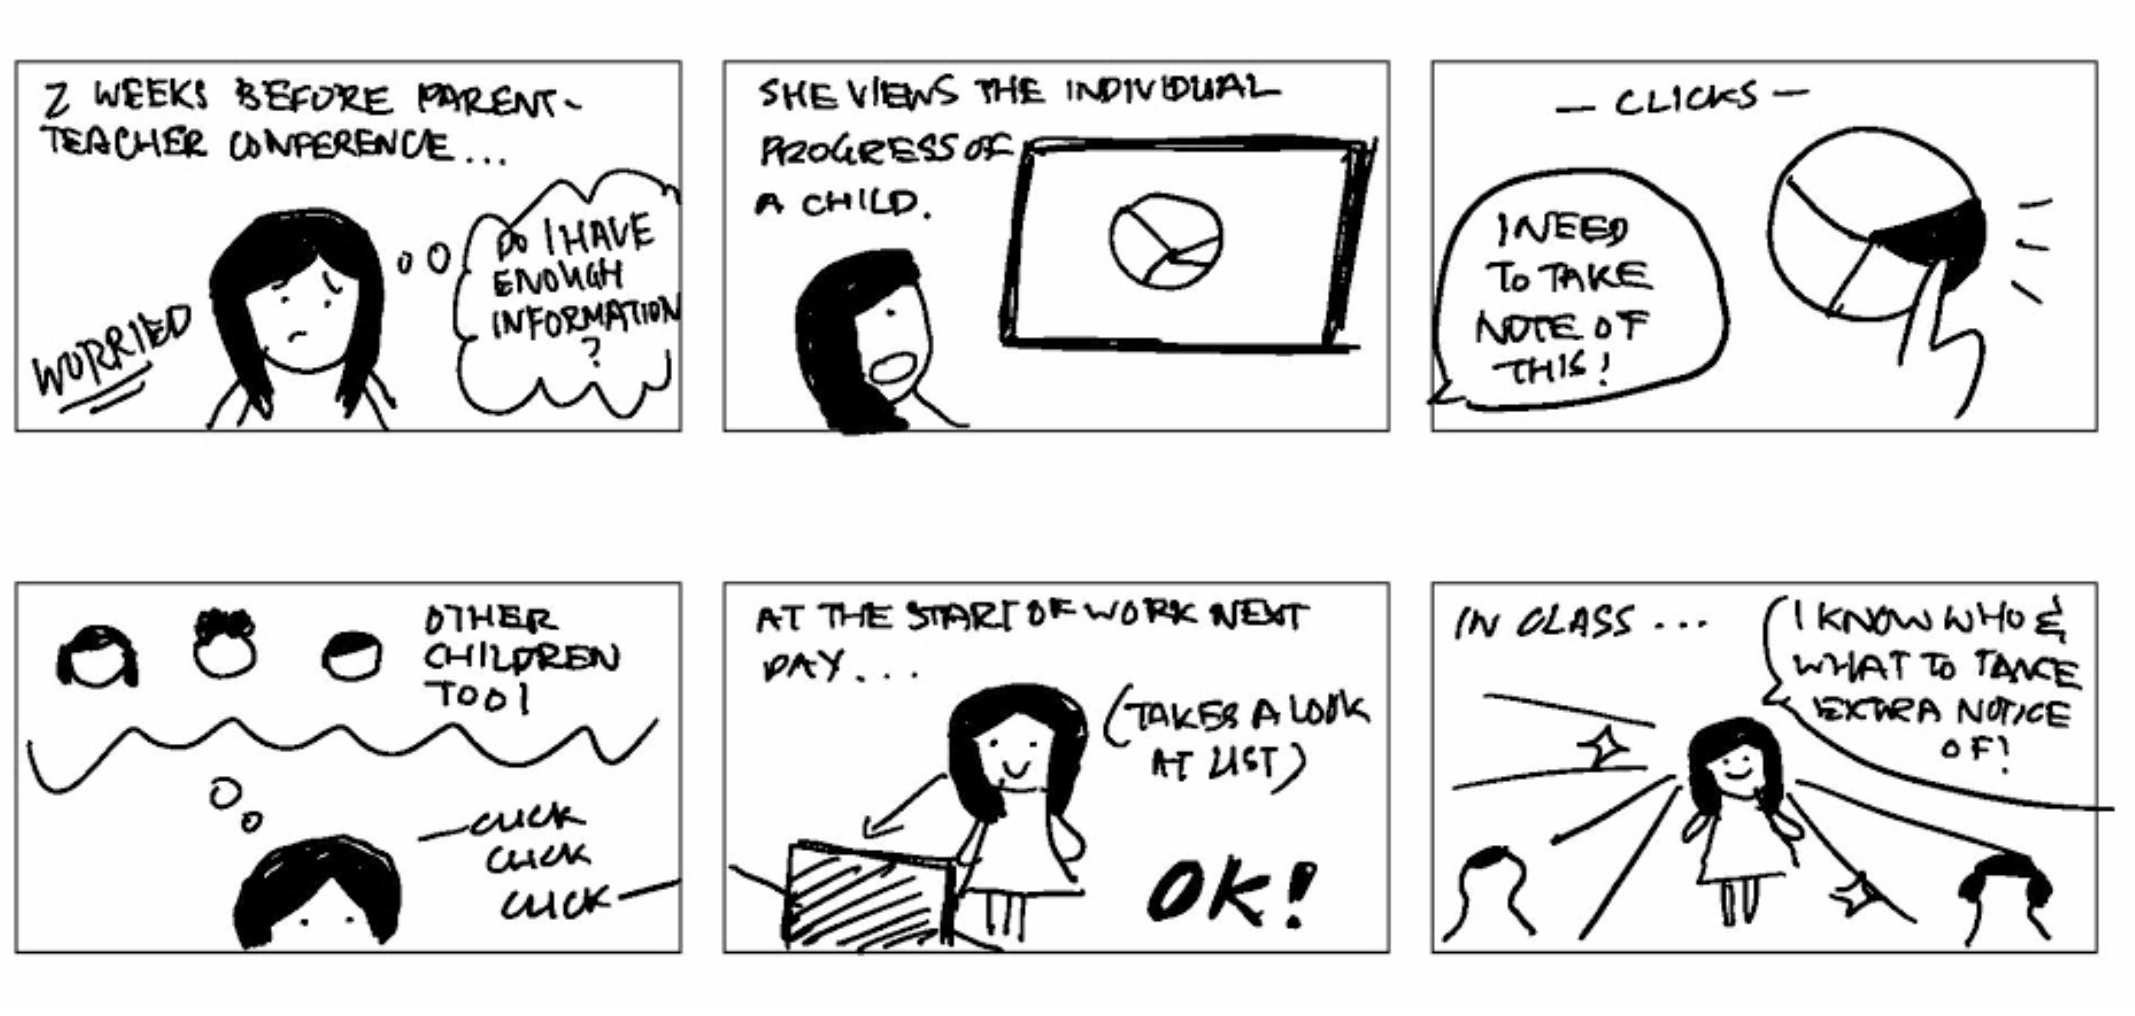 2 WEEKS BEFORE PARENT-
TEACHER CONFERENCE...
WORRIED
DO I HAVE
ENOUGH
INFORMATION
?
SHE VIEWS THE INDIVIDUAL
PROGRESS OF
A CHILD.
— CLICKS —
I NEED
TO TAKE
NOTE OF
THIS!
OTHER
CHILDREN
TOO!
—CLICK
CLICK
CLICK—
AT THE START OF WORK NEXT
DAY...
(TAKES A LOOK
AT LIST)
OK!
IN CLASS...
I KNOW WHO &
WHAT TO TAKE
EXTRA NOTICE
OF!